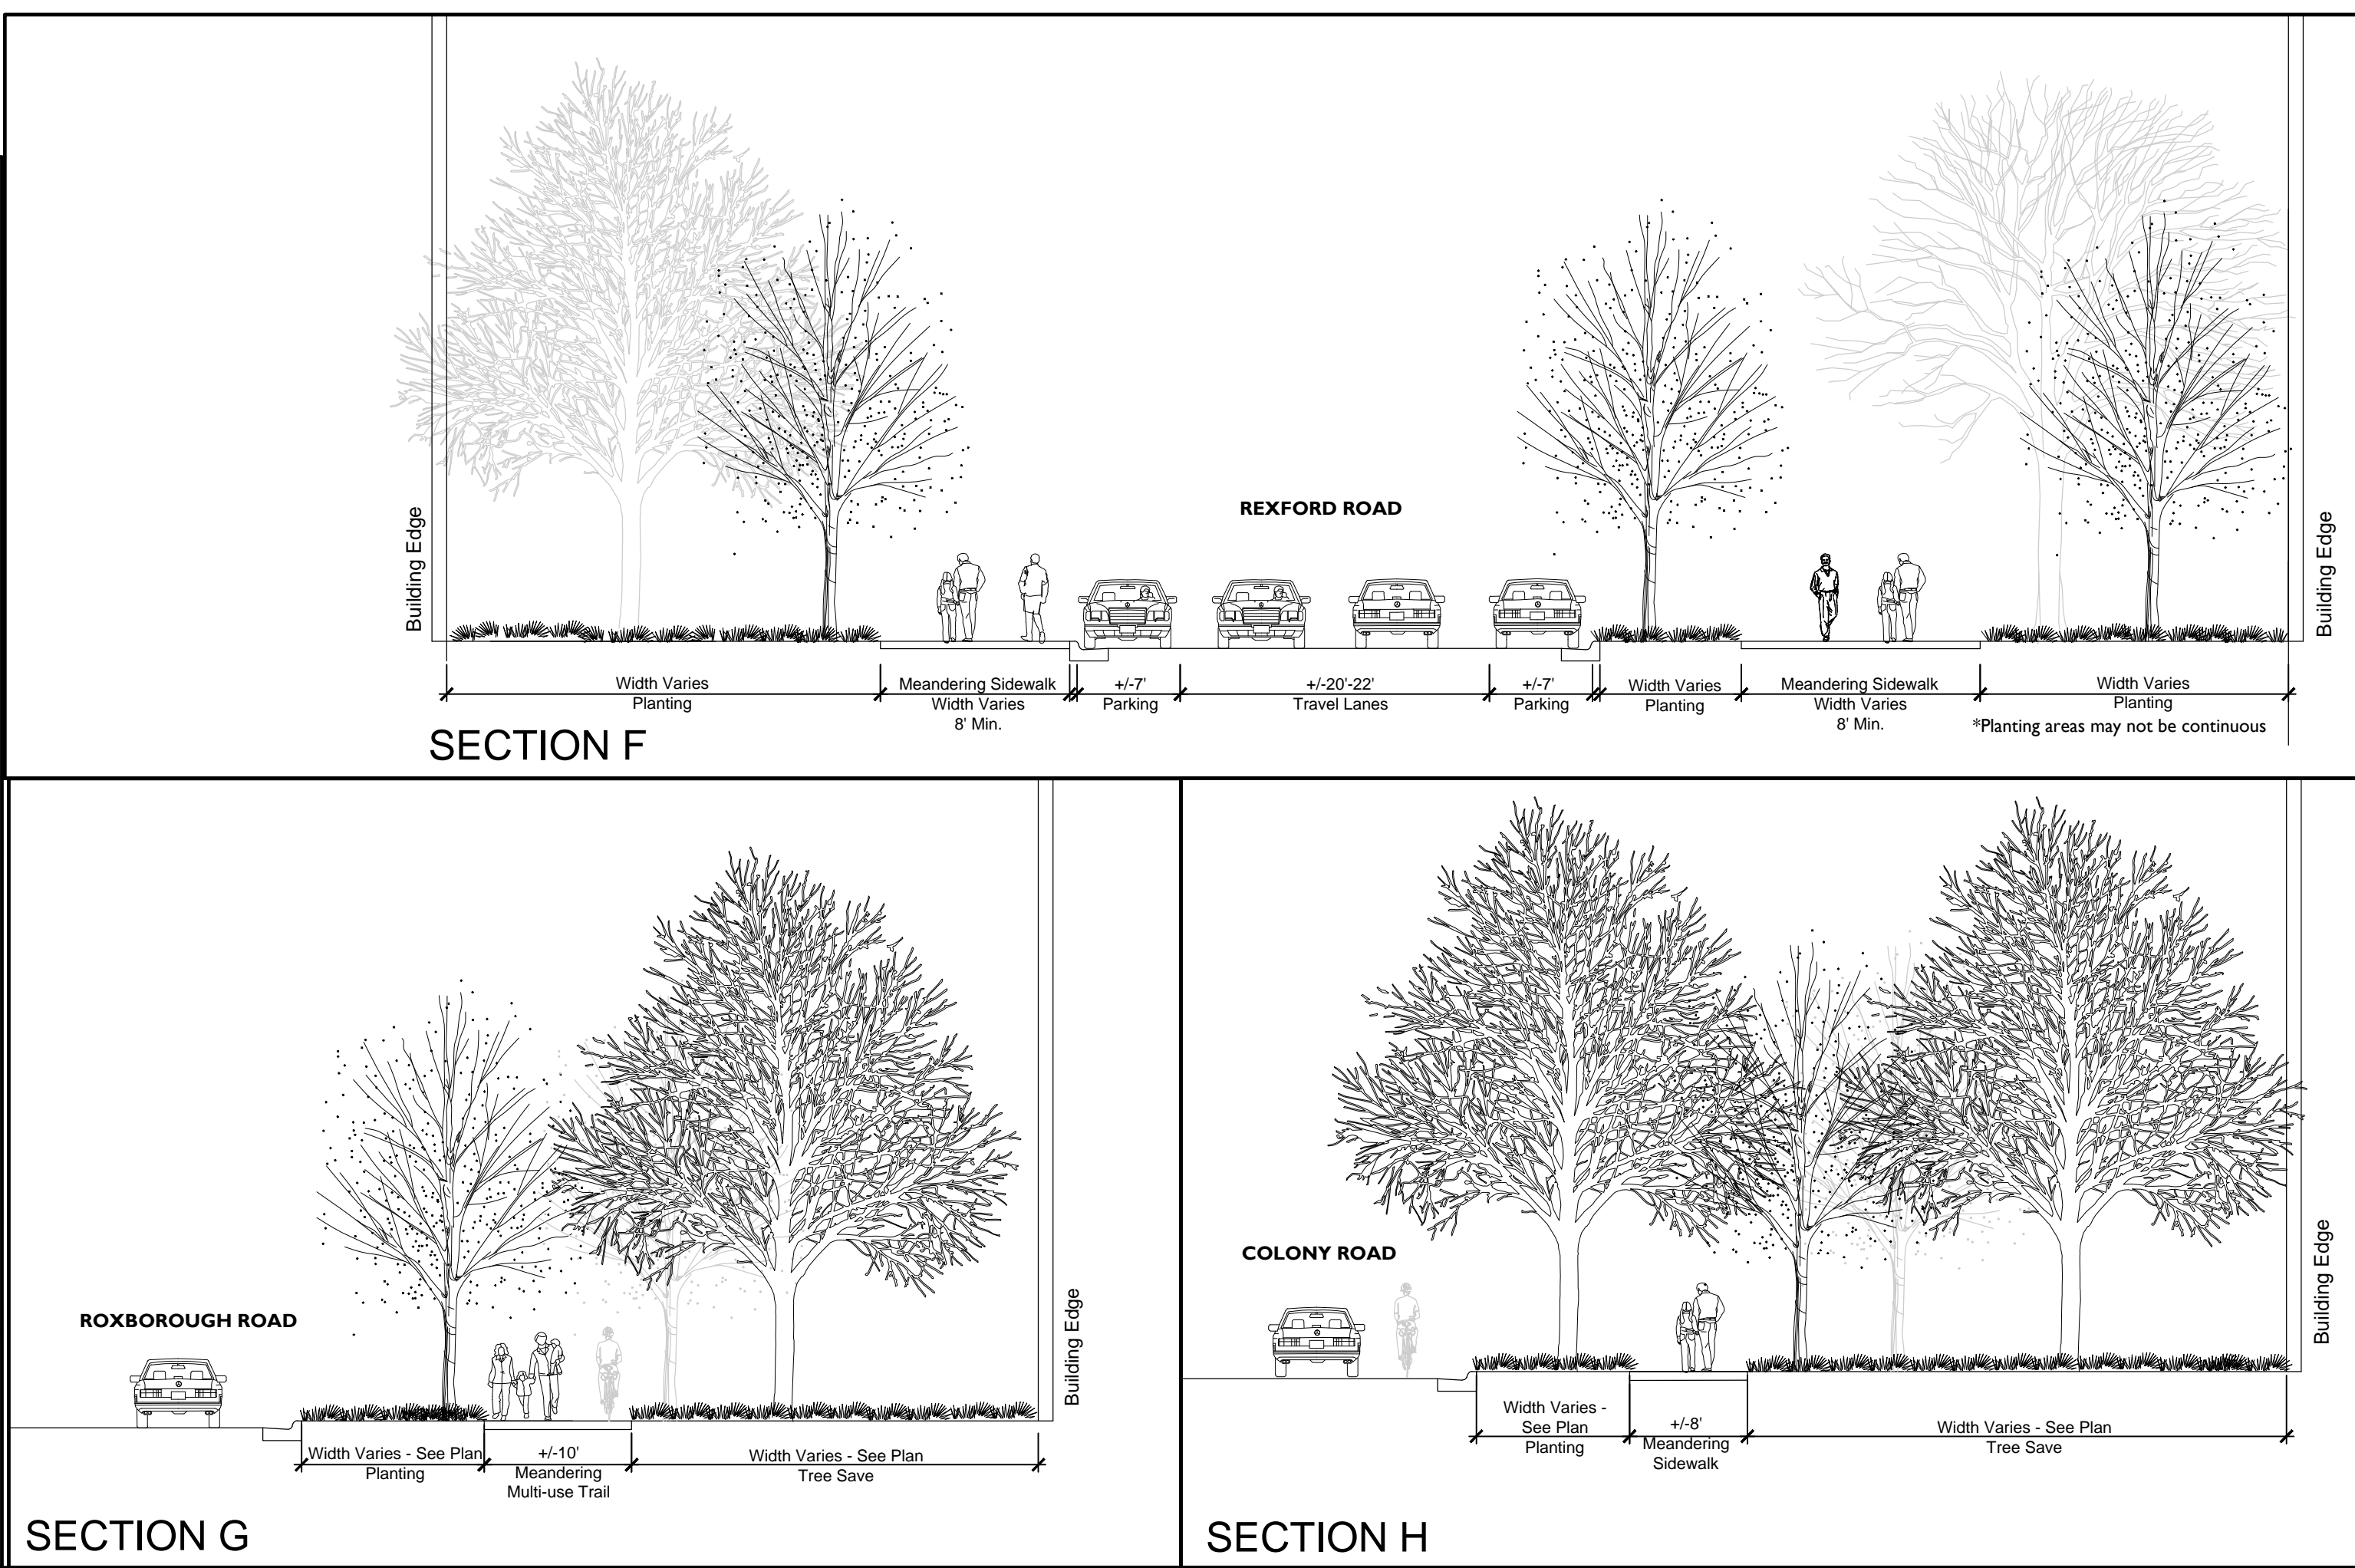 Building Edge
REXFORD ROAD
Building Edge
Width Varies
Planting
Meandering Sidewalk
Width Varies
8' Min.
+/-7'
Parking
+/-20'-22'
Travel Lanes
+/-7'
Parking
Width Varies
Planting
Meandering Sidewalk
Width Varies
8' Min.
Width Varies
Planting
*Planting areas may not be continuous
SECTION F
ROXBOROUGH ROAD
Building Edge
Width Varies - See Plan
Planting
+/-10'
Meandering
Multi-use Trail
Width Varies - See Plan
Tree Save
SECTION G
COLONY ROAD
Building Edge
Width Varies -
See Plan
Planting
+/-8'
Meandering
Sidewalk
Width Varies - See Plan
Tree Save
SECTION H